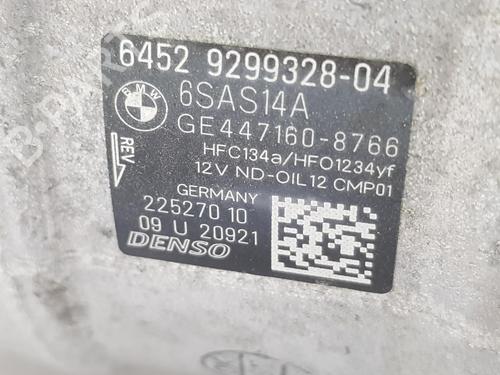 6452 9299328-04
BMW
6SAS14A
GE447160-8766
REV
HFC134a/HFO1234yf
12V ND-OIL12 CMP01
GERMANY
22527010
09 U 20921
DENSO